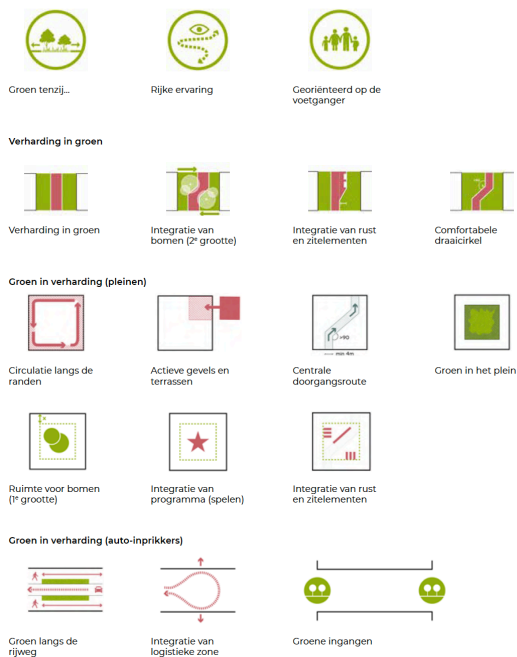 Groen tenzij...
Rijke ervaring
Georiënteerd op de
voetganger
Verharding in groen
Verharding in groen
Integratie van
bomen (2e grootte)
Integratie van rust
en zitelementen
Comfortabele
draaicirkel
Groen in verharding (pleinen)
>90
min 4m
Circulatie langs de
randen
Actieve gevels en
terrassen
Centrale
doorgangsroute
Groen in het plein
Ruimte voor bomen
(1e grootte)
Integratie van
programma (spelen)
Integratie van rust
en zitelementen
Groen in verharding (auto-inprikkers)
Groen langs de
rijweg
Integratie van
logistieke zone
Groene ingangen